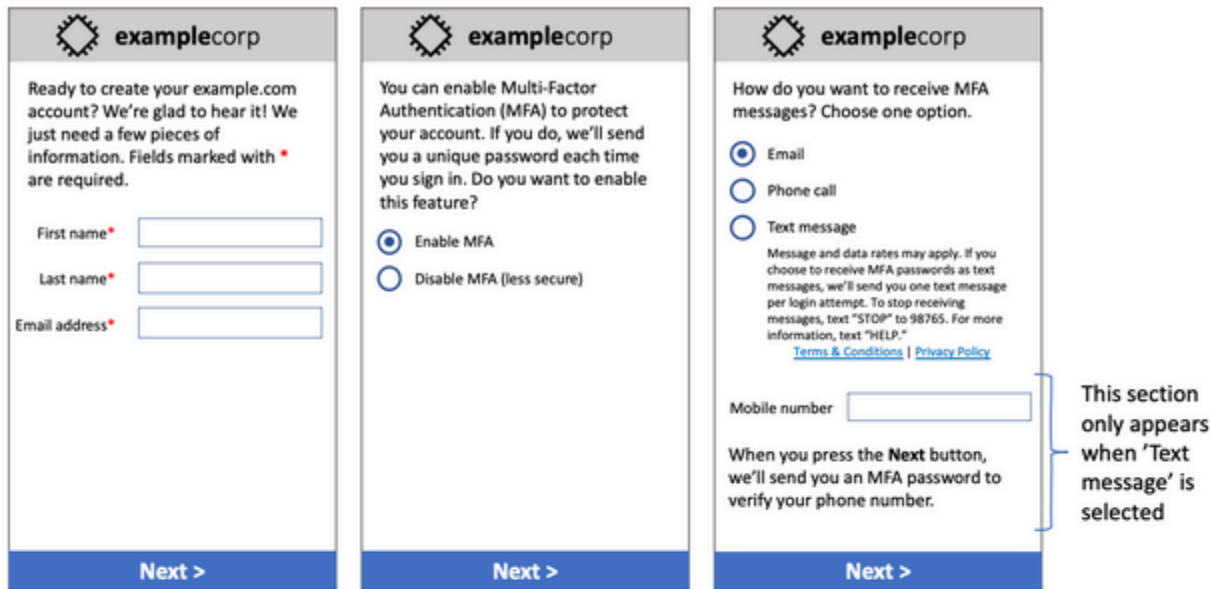 examplecorp
Ready to create your example.com
account? We're glad to hear it! We
just need a few pieces of
information. Fields marked with *
are required.
First name*
Last name*
Email address*
Next >
examplecorp
You can enable Multi-Factor
Authentication (MFA) to protect
your account. If you do, we'll send
you a unique password each time
you sign in. Do you want to enable
this feature?
Enable MFA
Disable MFA (less secure)
Next >
examplecorp
How do you want to receive MFA
messages? Choose one option.
Email
Phone call
Text message
Message and data rates may apply. If you
choose to receive MFA passwords as text
messages, we'll send you one text message
per login attempt. To stop receiving
messages, text "STOP" to 98765. For more
information, text "HELP."
Terms & Conditions | Privacy Policy
Mobile number
When you press the Next button,
we'll send you an MFA password to
verify your phone number.
Next >
This section
only appears
when 'Text
message' is
selected